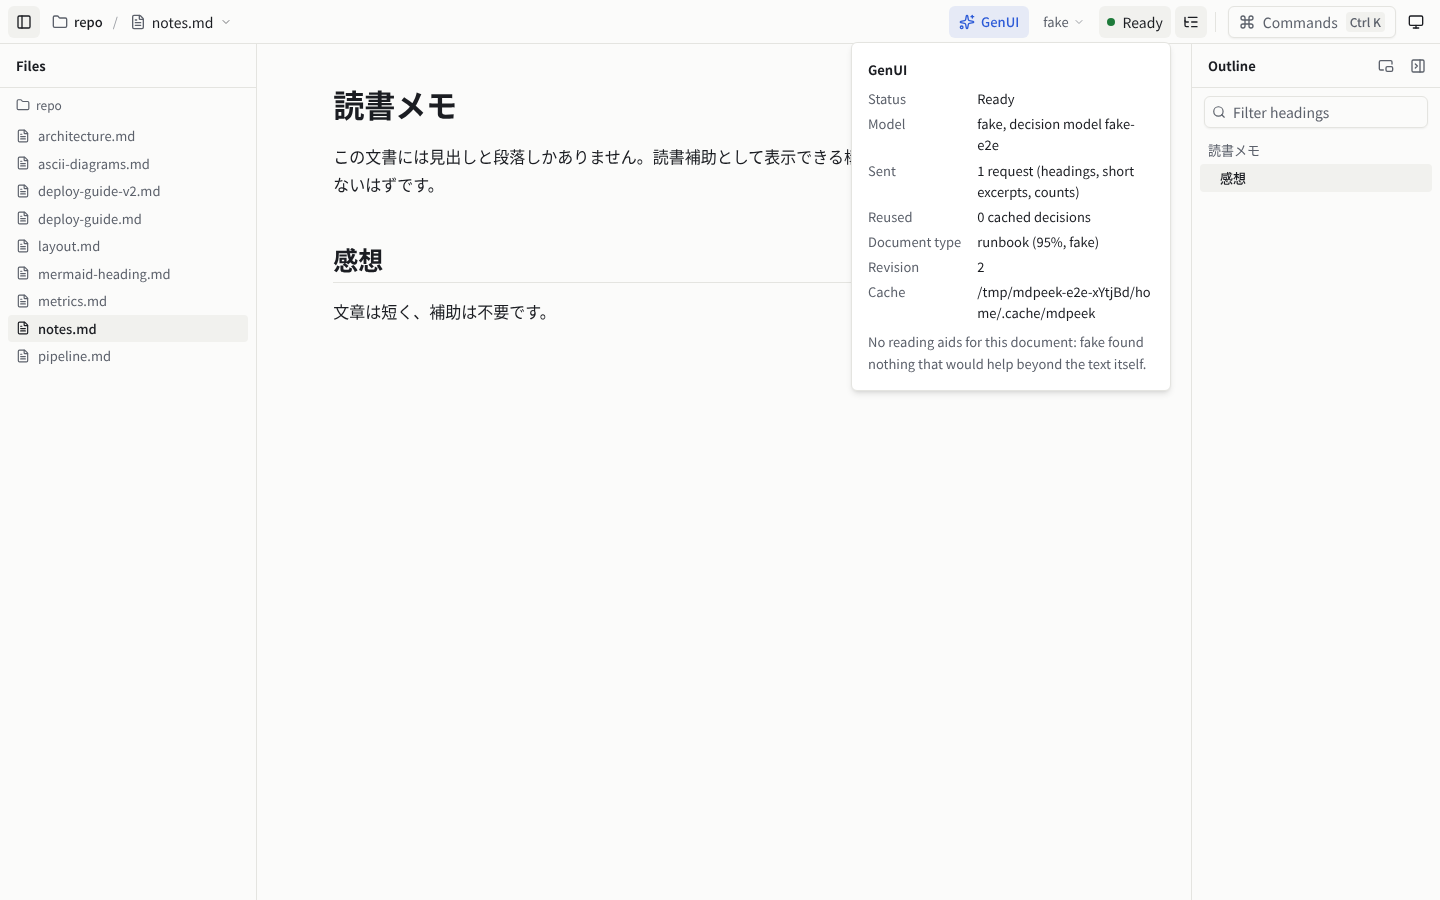 repo / notes.md
GenUI
fake
Ready
Commands
Ctrl K
Files
repo
architecture.md
ascii-diagrams.md
deploy-guide-v2.md
deploy-guide.md
layout.md
mermaid-heading.md
metrics.md
notes.md
pipeline.md
読書メモ
この文書には見出しと段落しかありません。読書補助として表示できる
ないはずです。
感想
文章は短く、補助は不要です。
GenUI
Status Ready
Model fake, decision model fake-
e2e
Sent 1 request (headings, short
excerpts, counts)
Reused 0 cached decisions
Document type runbook (95%, fake)
Revision 2
Cache /tmp/mdpeek-e2e-xYtjBd/ho
me/.cache/mdpeek
No reading aids for this document: fake found
nothing that would help beyond the text itself.
Outline
Filter headings
読書メモ
感想